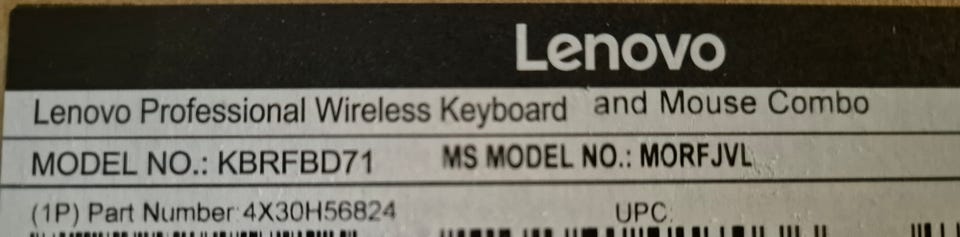 Lenovo
Lenovo Professional Wireless Keyboard and Mouse Combo
MODEL NO.: KBRFBD71 MS MODEL NO.: MORFJVL
(1P) Part Number:4X30H56824 UPC: